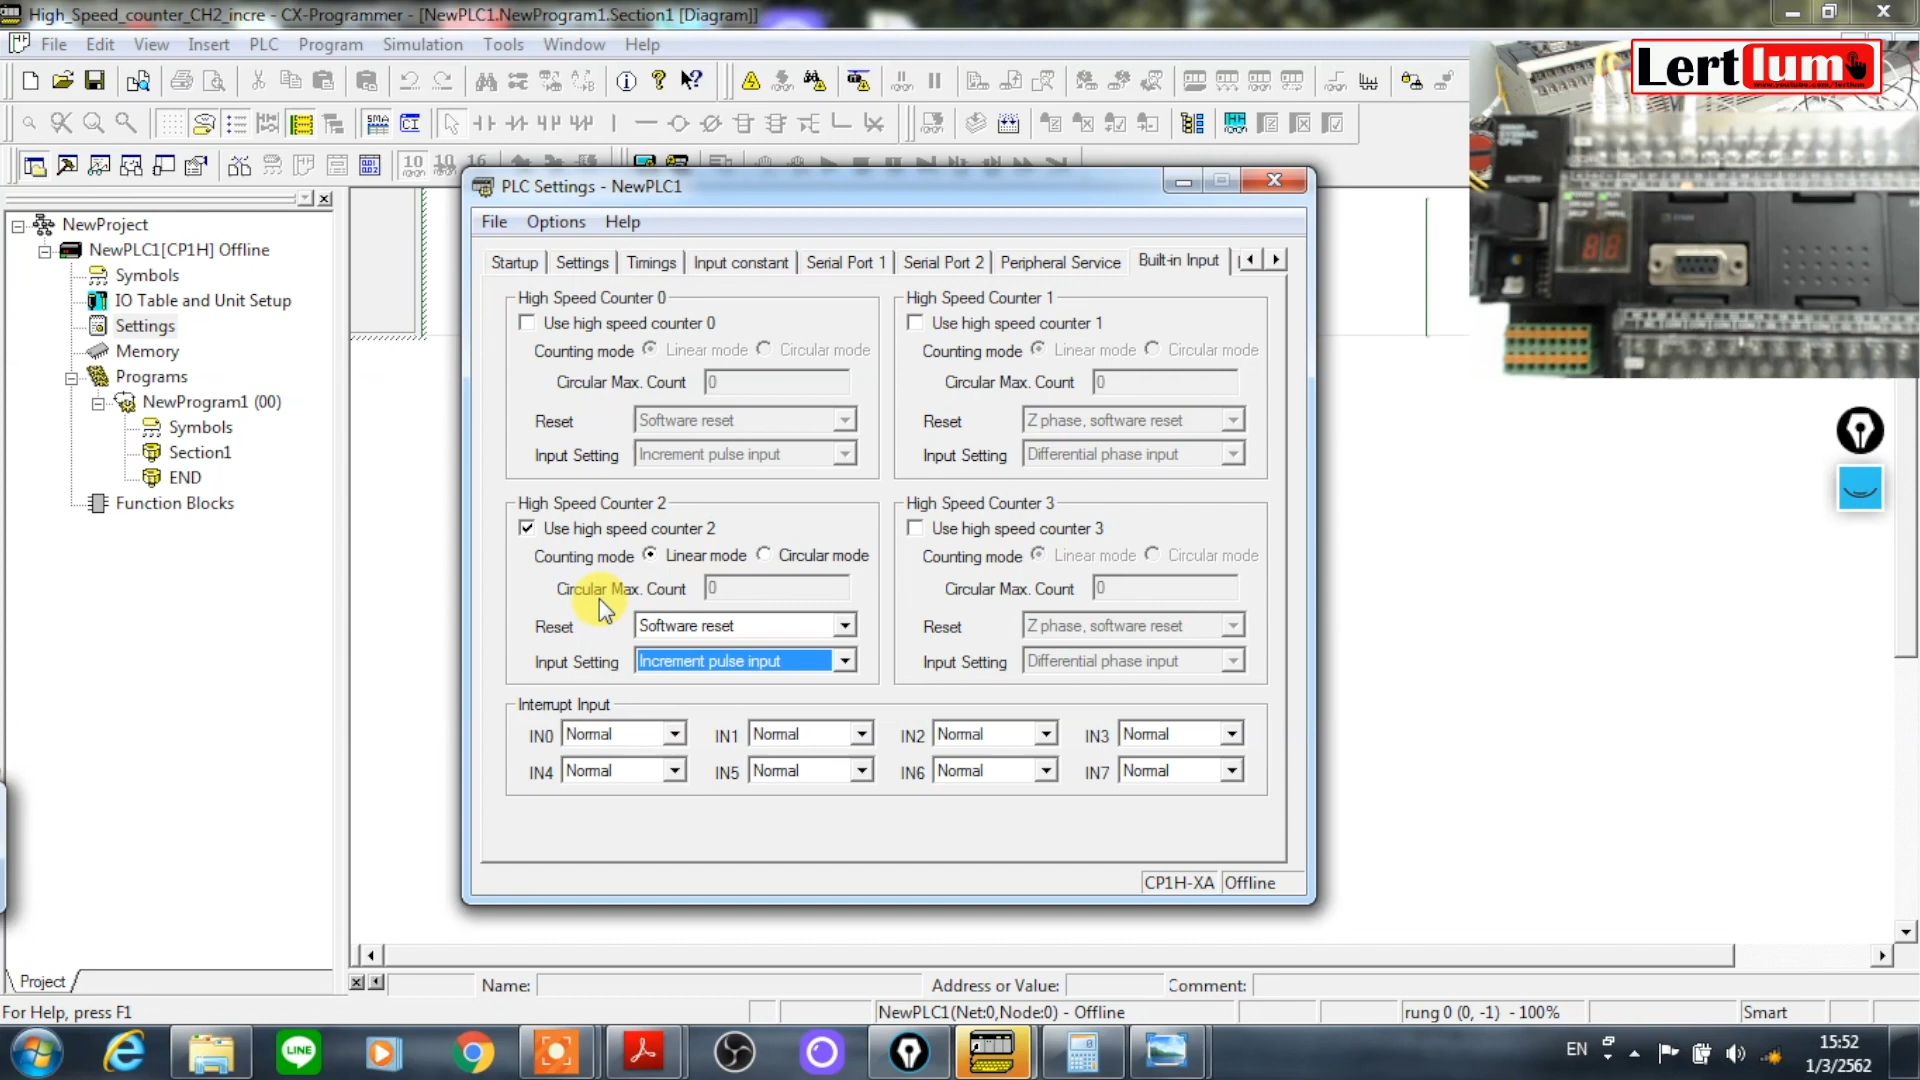 High_Speed_counter_CH2_incre - CX-Programmer - [NewPLC1.NewProgram1.Section1 [Diagram]]
File Edit View Insert PLC Program Simulation Tools Window Help
Lertlum
www.youtube.com/lertlum
PLC Settings - NewPLC1
File Options Help
Startup Settings Timings Input constant Serial Port 1 Serial Port 2 Peripheral Service Built-in Input
NewProject
NewPLC1[CP1H] Offline
Symbols
IO Table and Unit Setup
Settings
Memory
Programs
NewProgram1 (00)
Symbols
Section1
END
Function Blocks
High Speed Counter 0
Use high speed counter 0
Counting mode Linear mode Circular mode
Circular Max. Count 0
Reset Software reset
Input Setting Increment pulse input
High Speed Counter 1
Use high speed counter 1
Counting mode Linear mode Circular mode
Circular Max. Count 0
Reset Z phase, software reset
Input Setting Differential phase input
High Speed Counter 2
Use high speed counter 2
Counting mode Linear mode Circular mode
Circular Max. Count 0
Reset Software reset
Input Setting Increment pulse input
High Speed Counter 3
Use high speed counter 3
Counting mode Linear mode Circular mode
Circular Max. Count 0
Reset Z phase, software reset
Input Setting Differential phase input
Interrupt Input
IN0 Normal IN1 Normal IN2 Normal IN3 Normal
IN4 Normal IN5 Normal IN6 Normal IN7 Normal
CP1H-XA Offline
Project
Name: Address or Value: Comment:
For Help, press F1 NewPLC1(Net:0,Node:0) - Offline rung 0 (0, -1) - 100% Smart
LINE
EN
15:52
1/3/2562